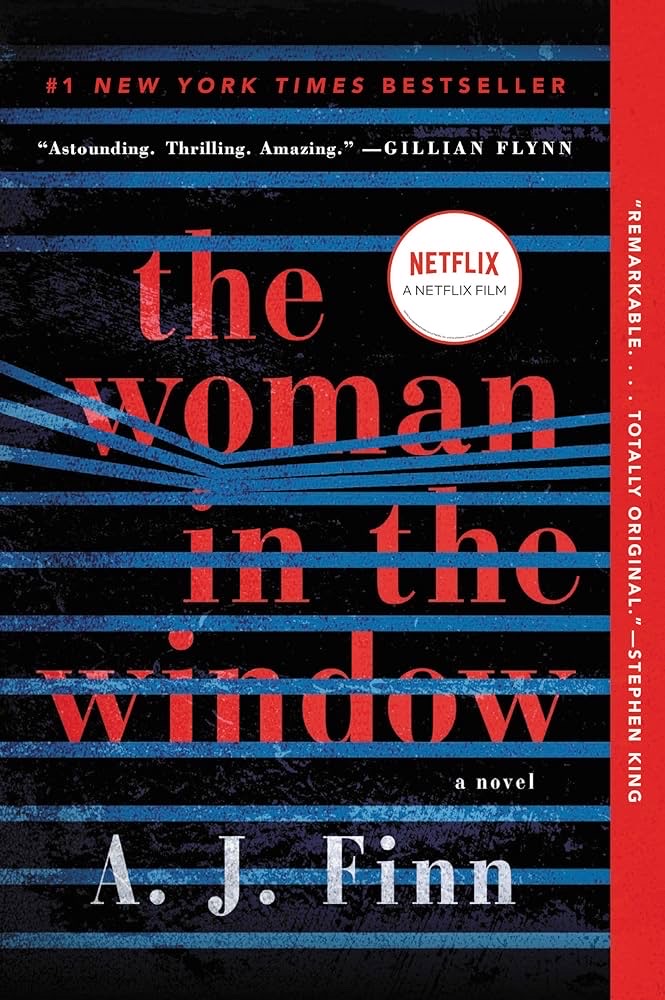 #1 NEW YORK TIMES BESTSELLER
“Astounding. Thrilling. Amazing.” —GILLIAN FLYNN
the
NETFLIX
A NETFLIX FILM
woman
in the
window
a novel
A. J. Finn
“REMARKABLE. . . . TOTALLY ORIGINAL.”—STEPHEN KING